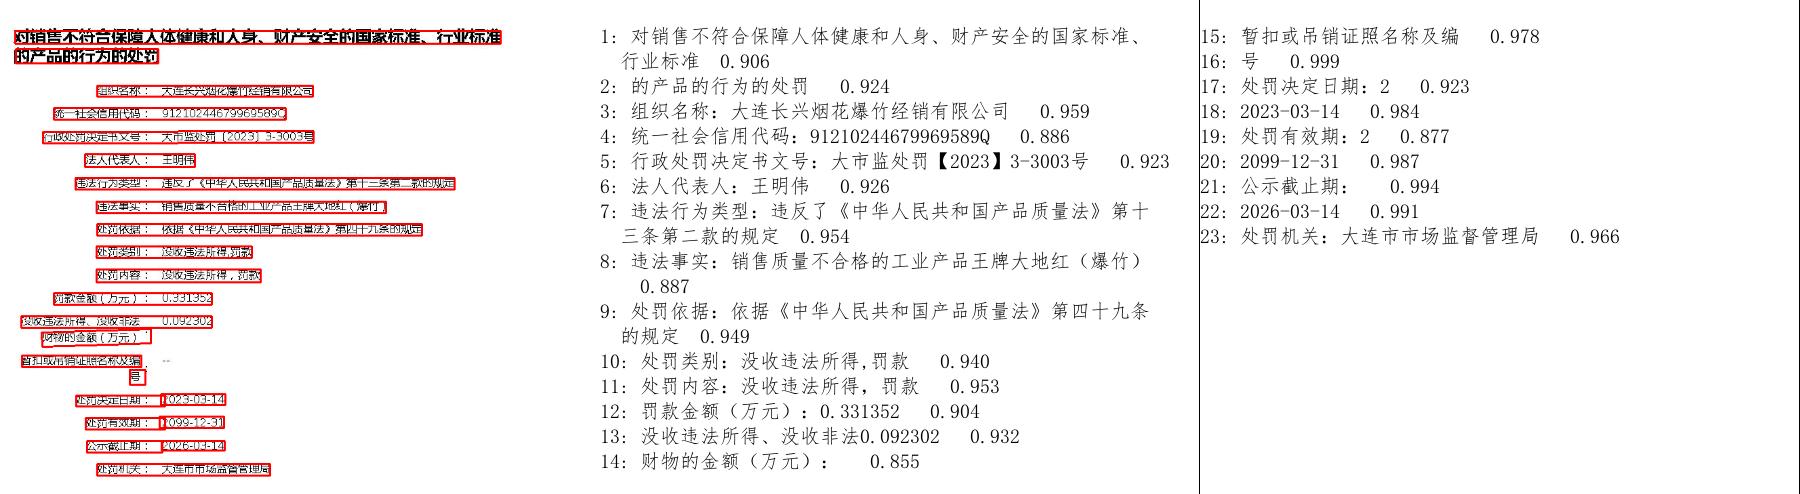 对销售不符合保障人体健康和人身、财产安全的国家标准、行业标准
的产品的行为的处罚
组织名称： 大连长兴烟花爆竹经销有限公司
统一社会信用代码： 91210244679969589Q
行政处罚决定书文号： 大市监处罚〔2023〕3-3003号
法人代表人： 王明伟
违法行为类型： 违反了《中华人民共和国产品质量法》第十三条第二款的规定
违法事实： 销售质量不合格的工业产品王牌大地红（爆竹）
处罚依据： 依据《中华人民共和国产品质量法》第四十九条的规定
处罚类别： 没收违法所得,罚款
处罚内容： 没收违法所得，罚款
罚款金额（万元）： 0.331352
没收违法所得、没收非法 0.092302
财物的金额（万元）：
暂扣或吊销证照名称及编 --
号：
处罚决定日期： 2023-03-14
处罚有效期： 2099-12-31
公示截止期： 2026-03-14
处罚机关： 大连市市场监督管理局
1: 对销售不符合保障人体健康和人身、财产安全的国家标准、
行业标准 0.906
2: 的产品的行为的处罚 0.924
3: 组织名称：大连长兴烟花爆竹经销有限公司 0.959
4: 统一社会信用代码：91210244679969589Q 0.886
5: 行政处罚决定书文号：大市监处罚【2023】3-3003号 0.923
6: 法人代表人：王明伟 0.926
7: 违法行为类型：违反了《中华人民共和国产品质量法》第十
三条第二款的规定 0.954
8: 违法事实：销售质量不合格的工业产品王牌大地红（爆竹）
0.887
9: 处罚依据：依据《中华人民共和国产品质量法》第四十九条
的规定 0.949
10: 处罚类别：没收违法所得,罚款 0.940
11: 处罚内容：没收违法所得，罚款 0.953
12: 罚款金额（万元）：0.331352 0.904
13: 没收违法所得、没收非法0.092302 0.932
14: 财物的金额（万元）： 0.855
15: 暂扣或吊销证照名称及编 0.978
16: 号 0.999
17: 处罚决定日期：2 0.923
18: 2023-03-14 0.984
19: 处罚有效期：2 0.877
20: 2099-12-31 0.987
21: 公示截止期： 0.994
22: 2026-03-14 0.991
23: 处罚机关：大连市市场监督管理局 0.966